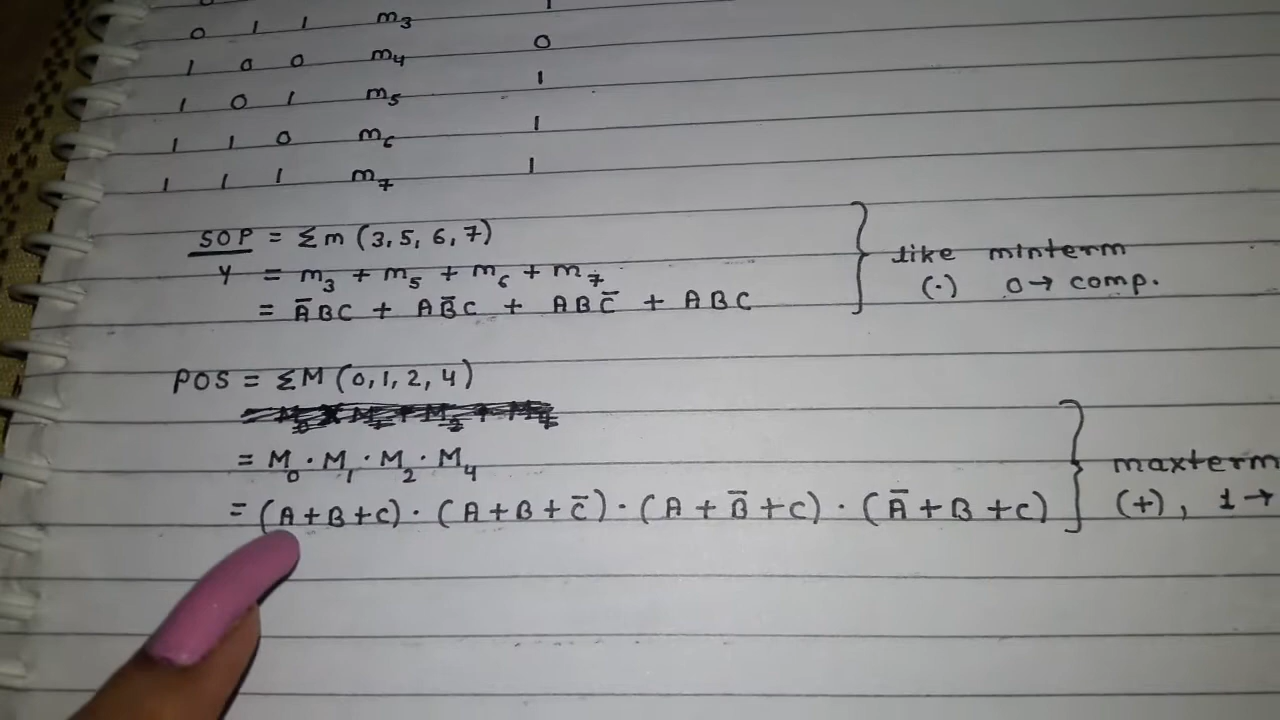 0 1 1 m3 1
1 0 0 m4 0
1 0 1 m5 1
1 1 0 m6 1
1 1 1 m7 1
SOP = Σm (3,5,6,7)
Y = m3 + m5 + m6 + m7
= A̅BC + AB̅C + ABC̅ + ABC
like minterm
(·) 0→ comp.
POS = ΣM (0,1,2,4)
= M0 · M1 · M2 · M4
= (A+B+C) · (A+B+C̅) · (A+B̅+C) · (A̅+B+C)
maxterm
(+), 1→